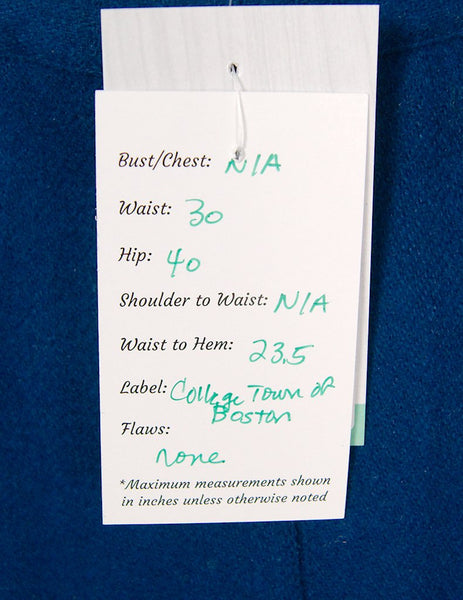 Bust/Chest: N/A
Waist: 30
Hip: 40
Shoulder to Waist: N/A
Waist to Hem: 23.5
Label: College Town of
Boston
Flaws:
none
*Maximum measurements shown
in inches unless otherwise noted